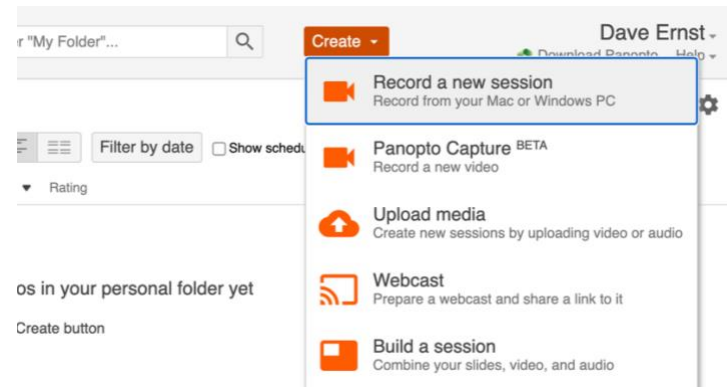 r "My Folder"...
Create
Dave Ernst
Download Panopto Help
Record a new session
Record from your Mac or Windows PC
Filter by date
Show schedu
Panopto Capture BETA
Record a new video
Rating
Upload media
Create new sessions by uploading video or audio
os in your personal folder yet
Webcast
Prepare a webcast and share a link to it
Create button
Build a session
Combine your slides, video, and audio